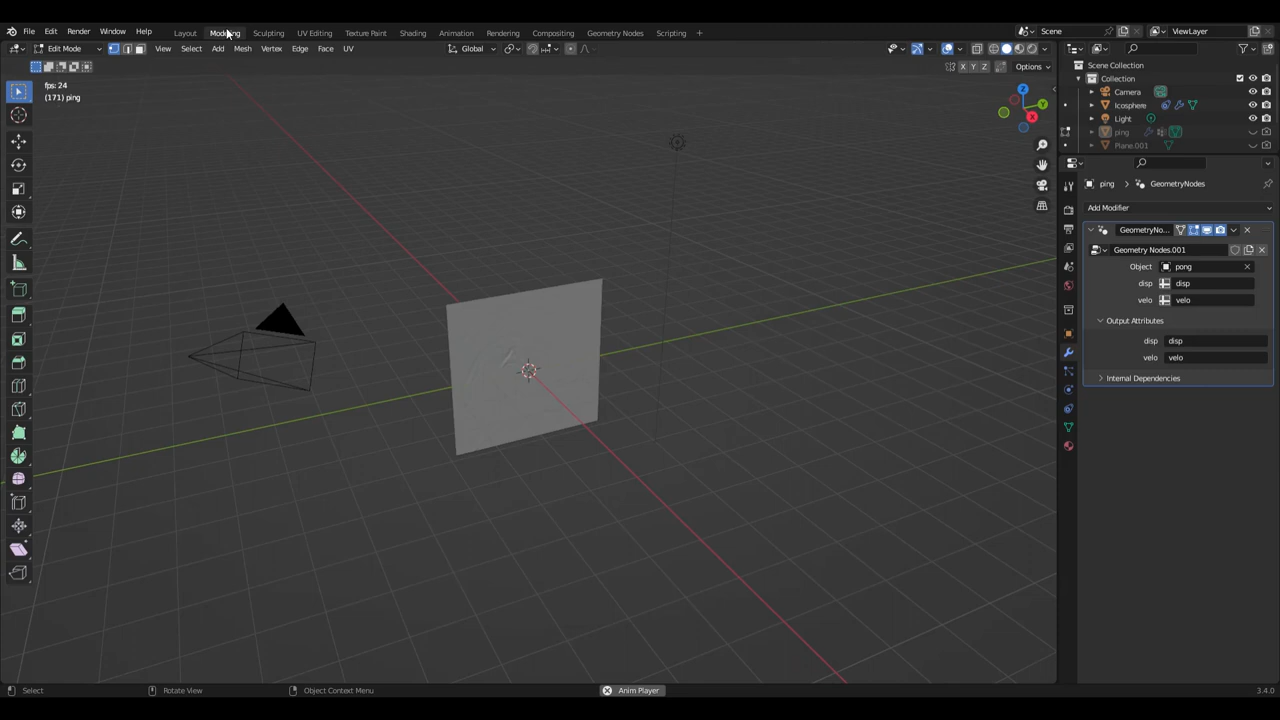 File Edit Render Window Help Layout Modeling Sculpting UV Editing Texture Paint Shading Animation Rendering Compositing Geometry Nodes Scripting + Scene ViewLayer
Edit Mode View Select Add Mesh Vertex Edge Face UV Global
X Y Z Options
fps: 24
(171) ping
Z
Y
X
Scene Collection
Collection
Camera
Icosphere
Light
ping
Plane.001
ping > GeometryNodes
Add Modifier
GeometryNo...
Geometry Nodes.001
Object pong
disp disp
velo velo
Output Attributes
disp disp
velo velo
Internal Dependencies
Select Rotate View Object Context Menu Anim Player 3.4.0